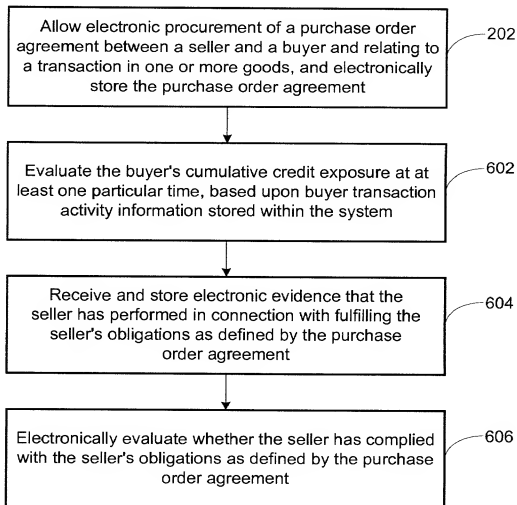 Allow electronic procurement of a purchase order
agreement between a seller and a buyer and relating to
a transaction in one or more goods, and electronically
store the purchase order agreement
202
Evaluate the buyer's cumulative credit exposure at at
least one particular time, based upon buyer transaction
activity information stored within the system
602
Receive and store electronic evidence that the
seller has performed in connection with fulfilling the
seller's obligations as defined by the purchase
order agreement
604
Electronically evaluate whether the seller has complied
with the seller's obligations as defined by the purchase
order agreement
606